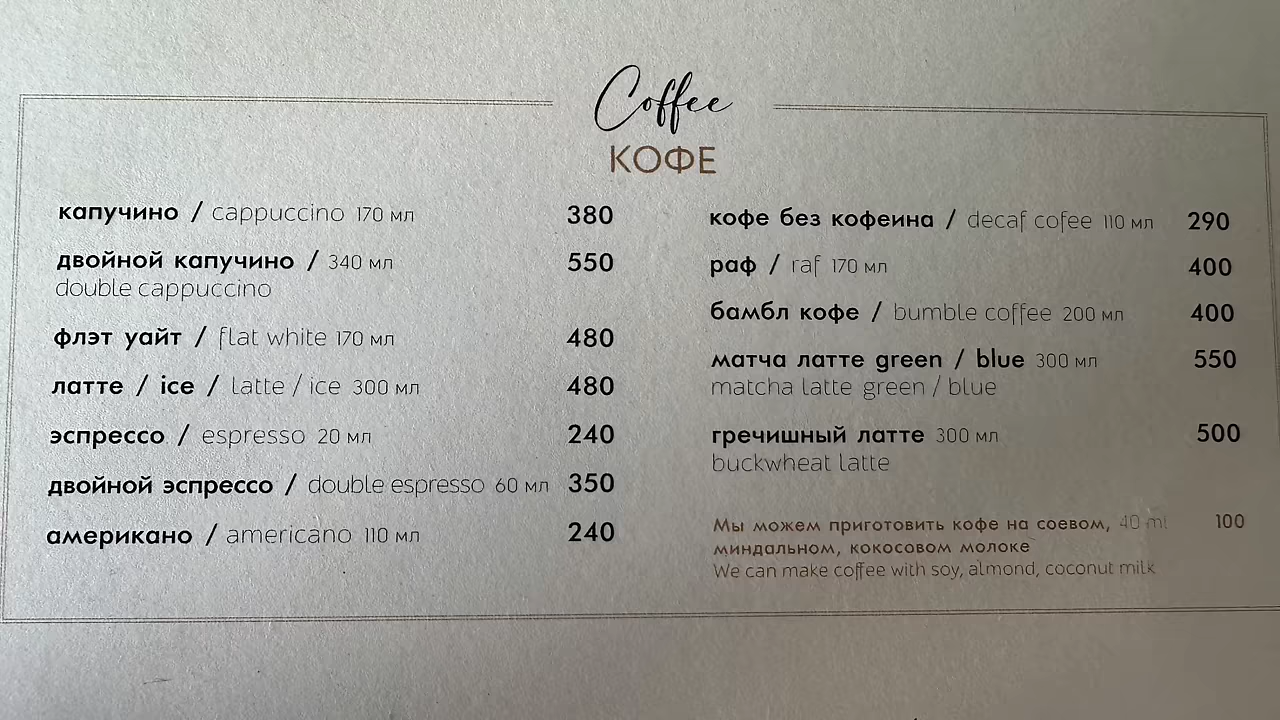 Coffee
КОФЕ
капучино / cappuccino 170 мл 380
двойной капучино / 340 мл 550
double cappuccino
флэт уайт / flat white 170 мл 480
латте / ice / latte / ice 300 мл 480
эспрессо / espresso 20 мл 240
двойной эспрессо / double espresso 60 мл 350
американо / americano 110 мл 240
кофе без кофеина / decaf cofee 110 мл 290
раф / raf 170 мл 400
бамбл кофе / bumble coffee 200 мл 400
матча латте green / blue 300 мл 550
matcha latte green / blue
гречишный латте 300 мл 500
buckwheat latte
Мы можем приготовить кофе на соевом, 40 ml 100
миндальном, кокосовом молоке
We can make coffee with soy, almond, coconut milk